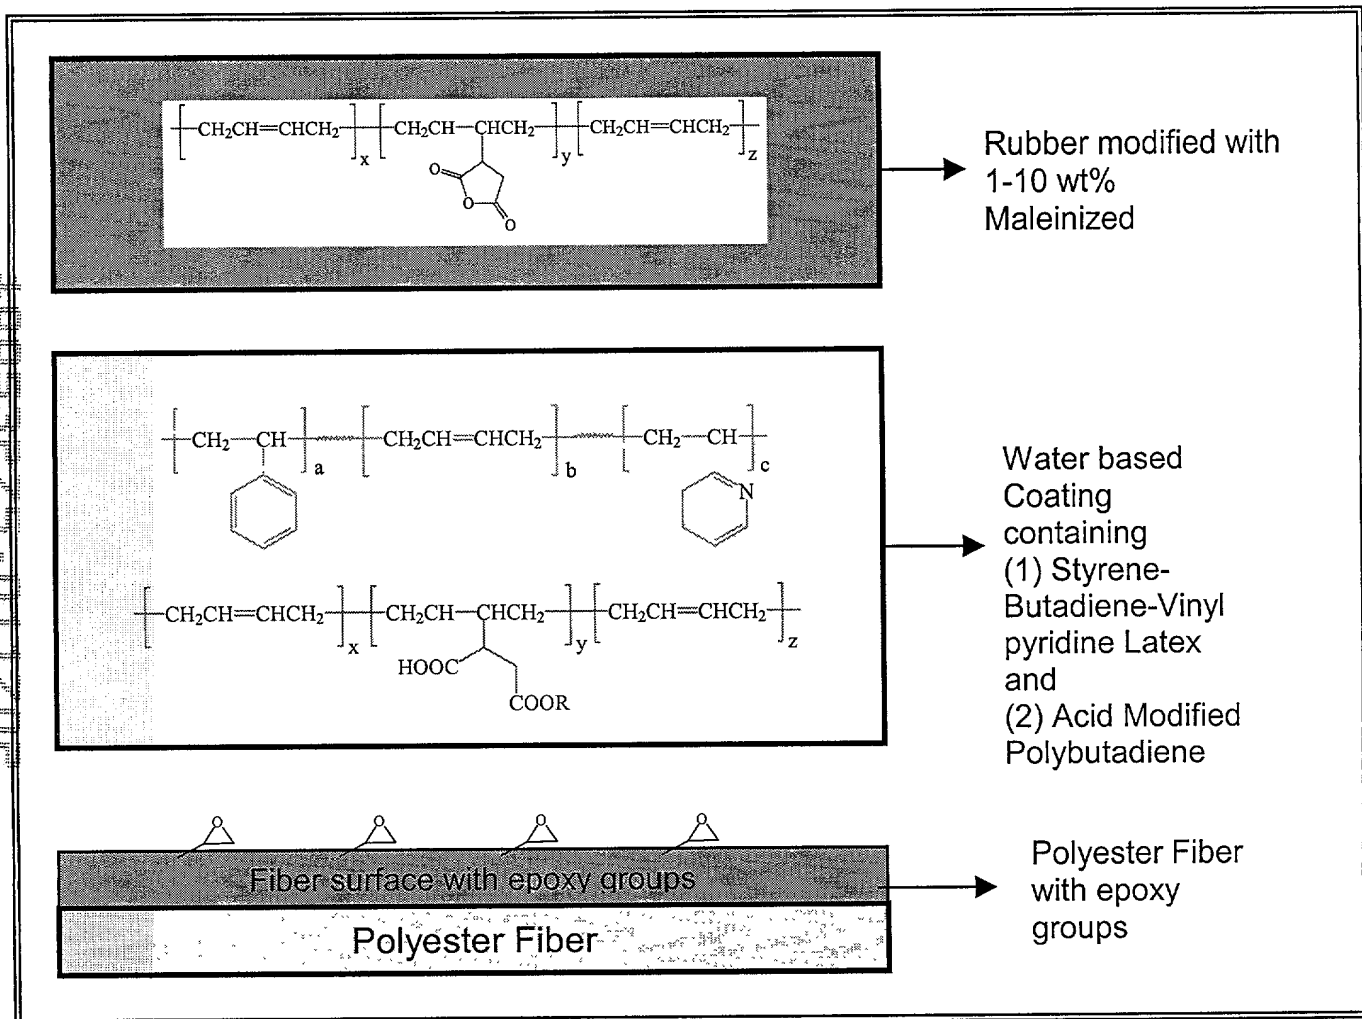 CH₂CH=CHCH₂ x CH₂CH CHCH₂ y CH₂CH=CHCH₂ z
O O O
Rubber modified with
1-10 wt%
Maleinized
CH₂ CH a CH₂CH=CHCH₂ b CH₂ CH c
N
CH₂CH=CHCH₂ x CH₂CH CHCH₂ y CH₂CH=CHCH₂ z
HOOC
COOR
Water based
Coating
containing
(1) Styrene-
Butadiene-Vinyl
pyridine Latex
and
(2) Acid Modified
Polybutadiene
O O O O
Fiber surface with epoxy groups
Polyester Fiber
Polyester Fiber
with epoxy
groups